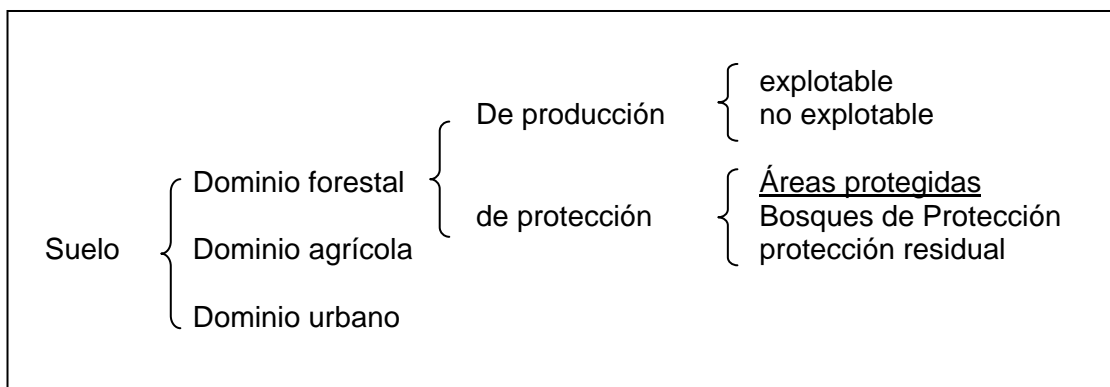 Suelo
Dominio forestal
Dominio agrícola
Dominio urbano
De producción
de protección
explotable
no explotable
Áreas protegidas
Bosques de Protección
protección residual